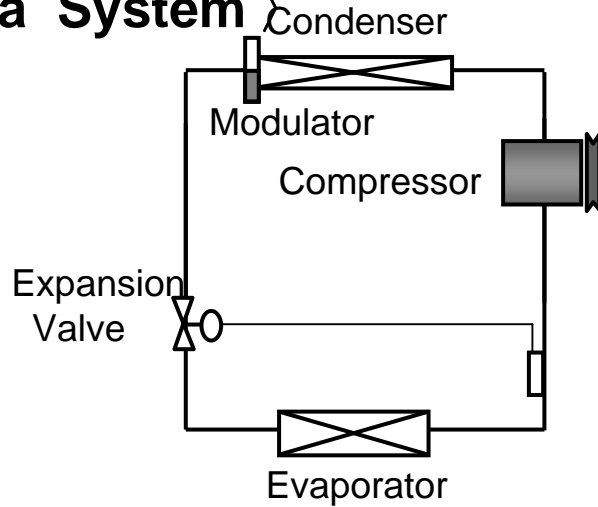 a System
Condenser
Modulator
Compressor
Expansion
Valve
Evaporator